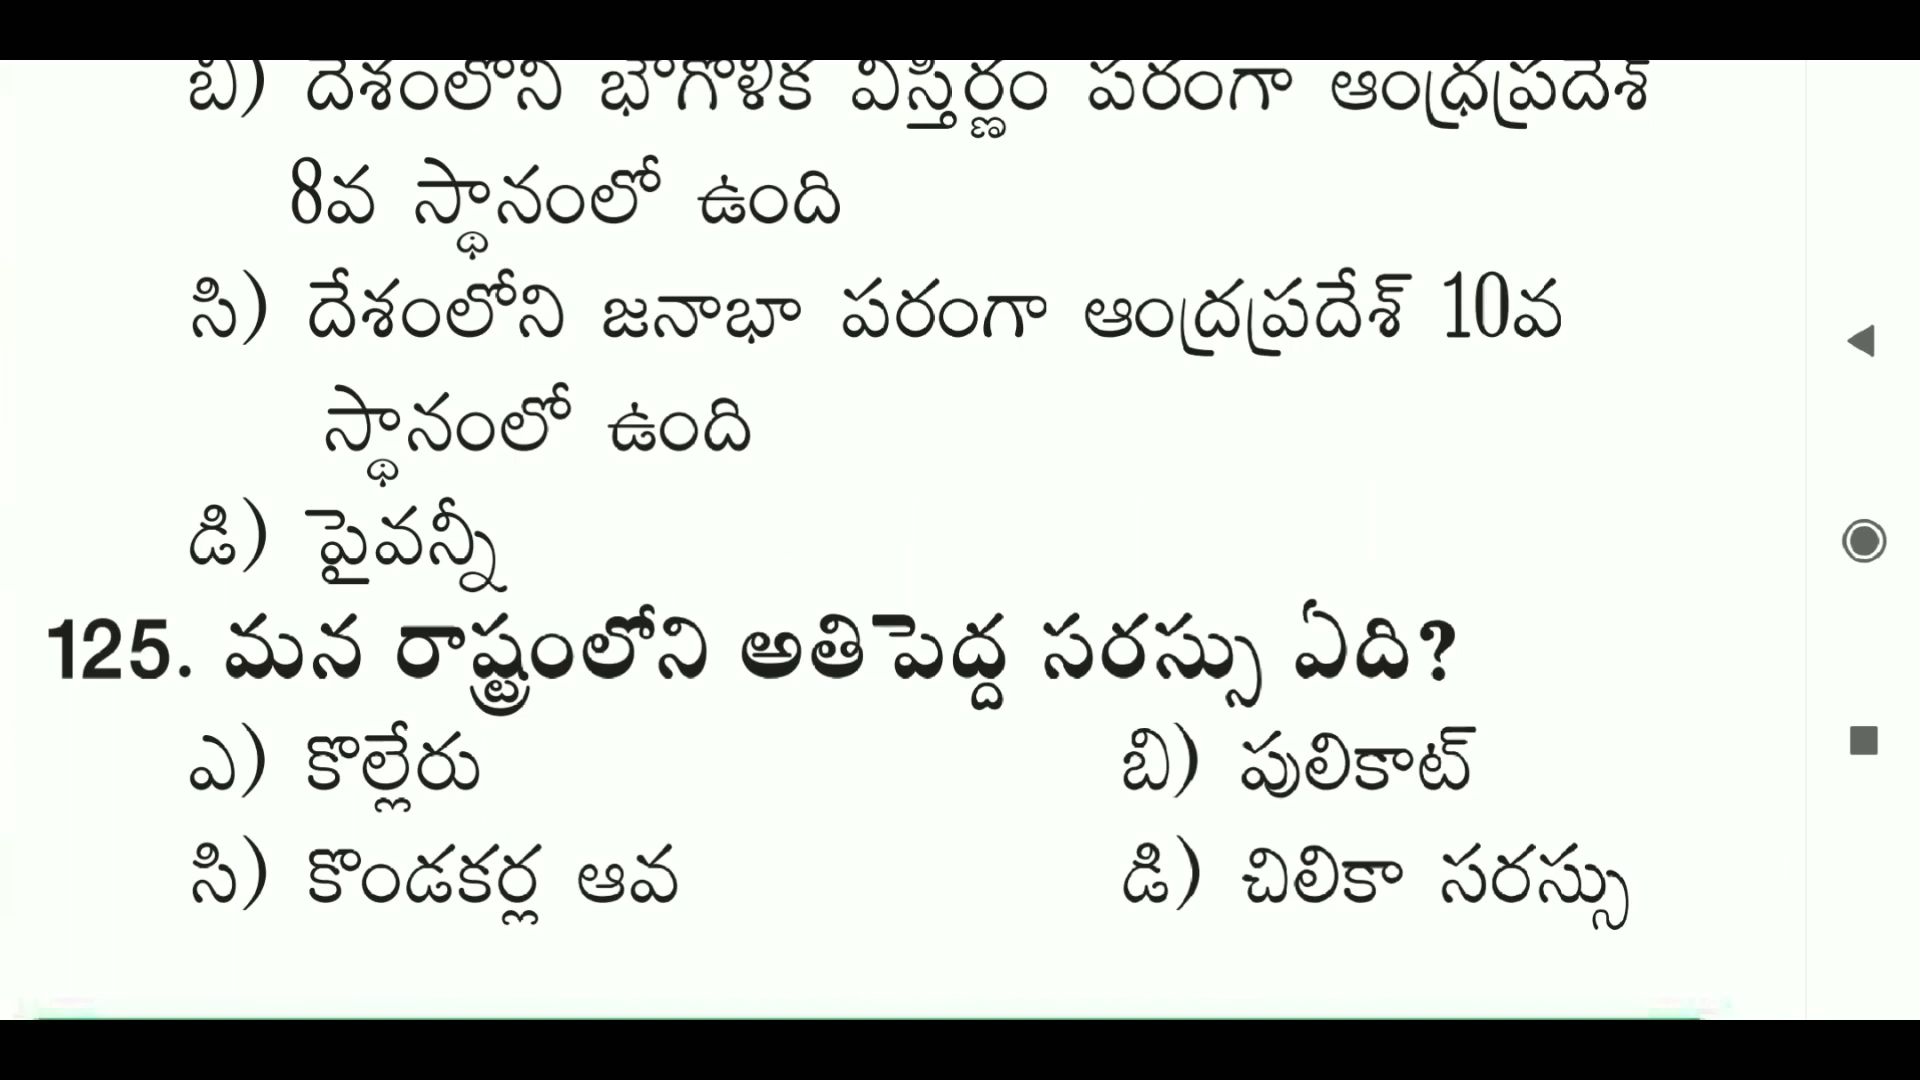 బి) దేశంలోని భౌగోళిక విస్తీర్ణం పరంగా ఆంధ్రప్రదేశ్
8వ స్థానంలో ఉంది
సి) దేశంలోని జనాభా పరంగా ఆంద్రప్రదేశ్ 10వ
స్థానంలో ఉంది
డి) పైవన్నీ
125. మన రాష్ట్రంలోని అతిపెద్ద సరస్సు ఏది?
ఎ) కొల్లేరు బి) పులికాట్
సి) కొండకర్ల ఆవ డి) చిలికా సరస్సు